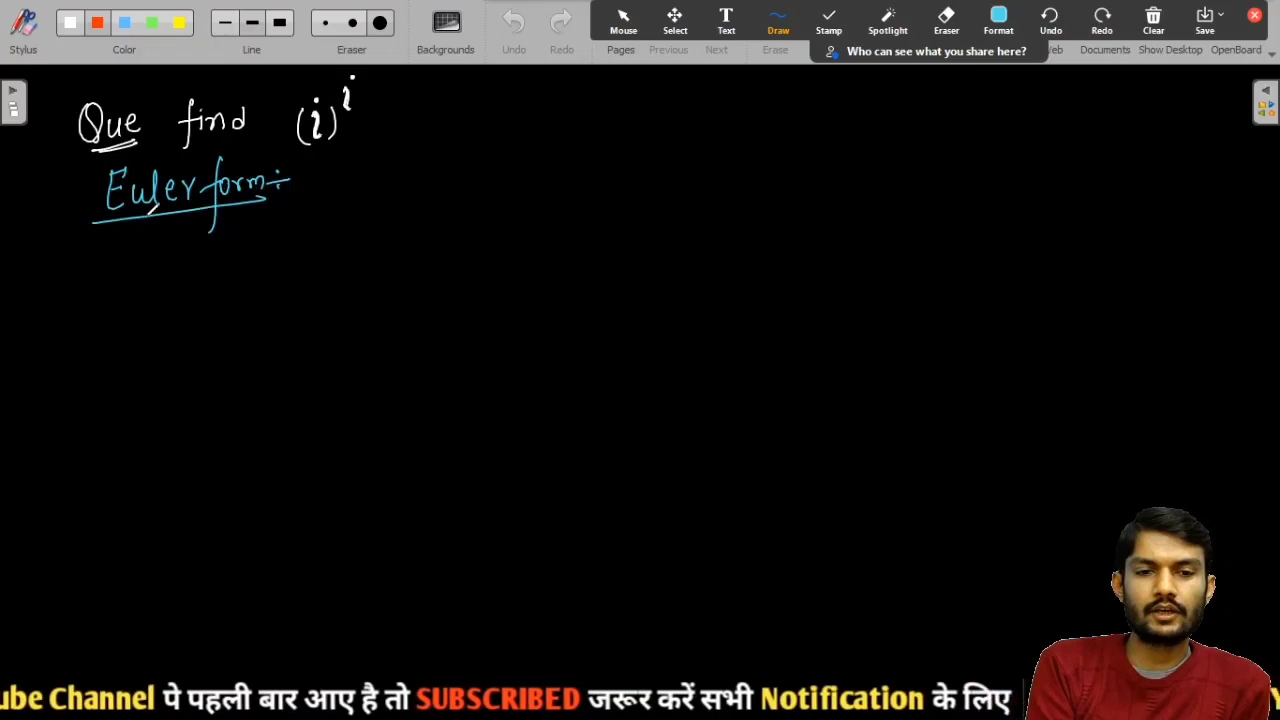 Stylus
Color
Line
Eraser
Backgrounds
Undo
Redo
Pages
Previous
Next
Erase
Documents
Show Desktop
OpenBoard
Mouse
Select
Text
Draw
Stamp
Spotlight
Eraser
Format
Undo
Redo
Clear
Save
Who can see what you share here?
Que find (i)^i
Euler form÷
ube Channel पे पहली बार आए है तो SUBSCRIBED जरूर करें सभी Notification के लिए